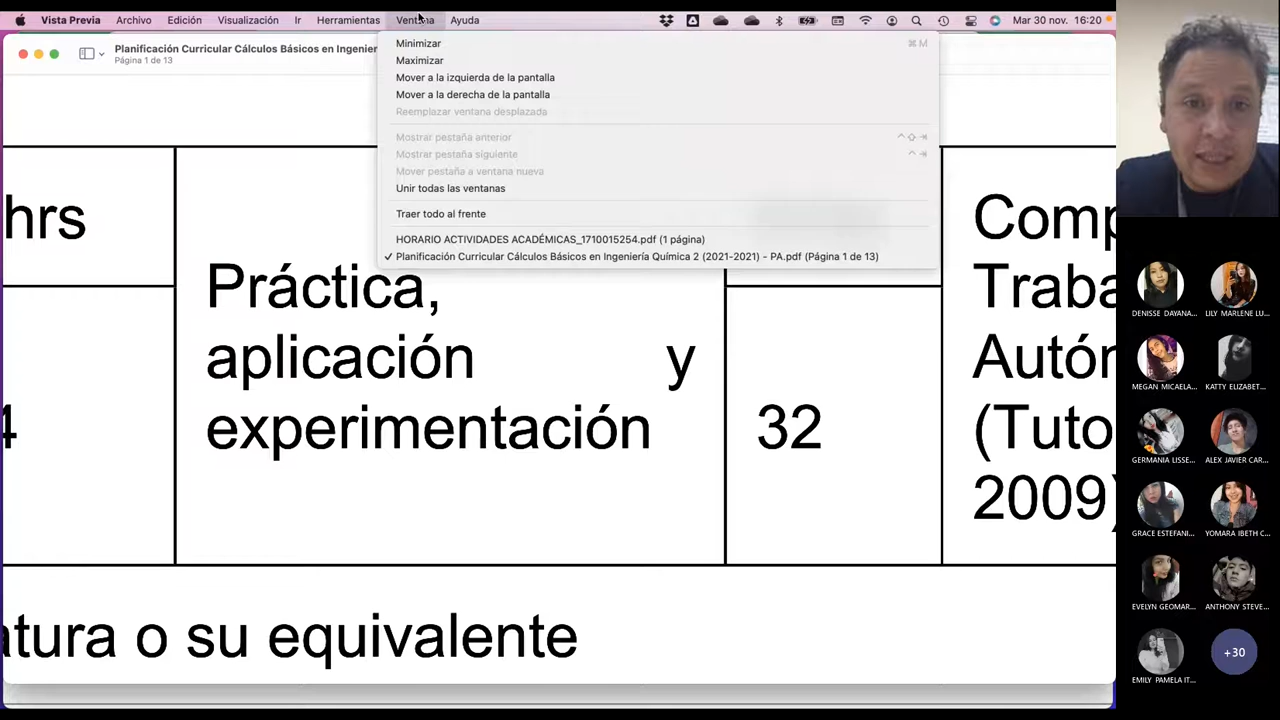 Vista Previa Archivo Edición Visualización Ir Herramientas Ventana Ayuda Mar 30 nov. 16:20
Planificación Curricular Cálculos Básicos en Ingenier
Página 1 de 13
Minimizar ⌘ M
Maximizar
Mover a la izquierda de la pantalla
Mover a la derecha de la pantalla
Reemplazar ventana desplazada
Mostrar pestaña anterior
Mostrar pestaña siguiente
Mover pestaña a ventana nueva
Unir todas las ventanas
Traer todo al frente
HORARIO ACTIVIDADES ACADÉMICAS_1710015254.pdf (1 página)
✓ Planificación Curricular Cálculos Básicos en Ingeniería Química 2 (2021-2021) - PA.pdf (Página 1 de 13)
hrs
Práctica,
aplicación y
experimentación
4
32
Comp
Traba
Autón
(Tuto
2009)
atura o su equivalente
DENISSE DAYANA... LILY MARLENE LU...
MEGAN MICAELA... KATTY ELIZABET...
GERMANIA LISSE... ALEX JAVIER CAR...
GRACE ESTEFANI... YOMARA IBETH C...
EVELYN GEOMAR... ANTHONY STEVE...
EMILY PAMELA IT... +30